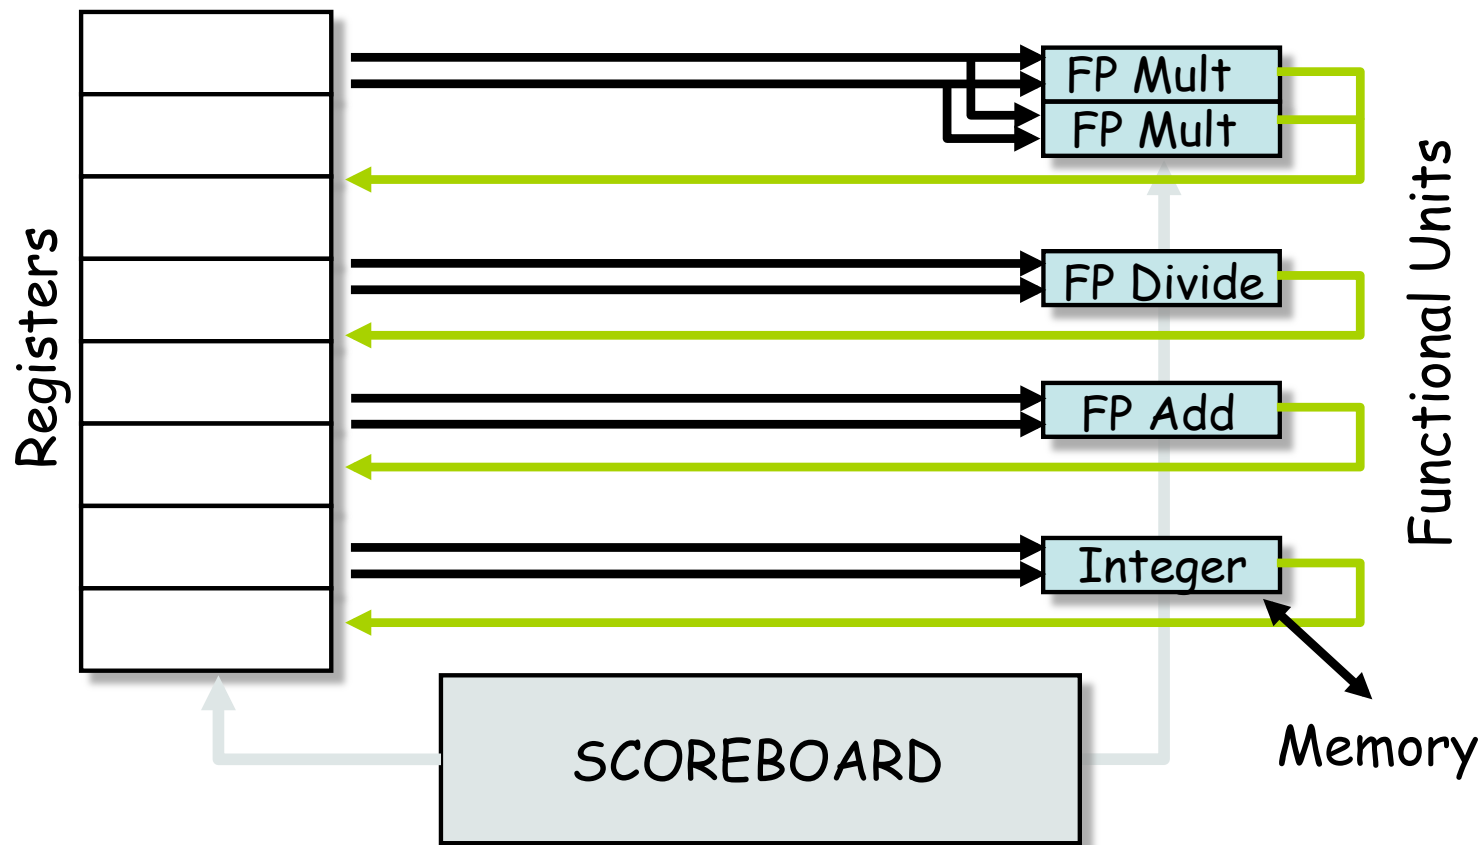 Registers
FP Mult
FP Mult
FP Divide
FP Add
Integer
Functional Units
SCOREBOARD
Memory